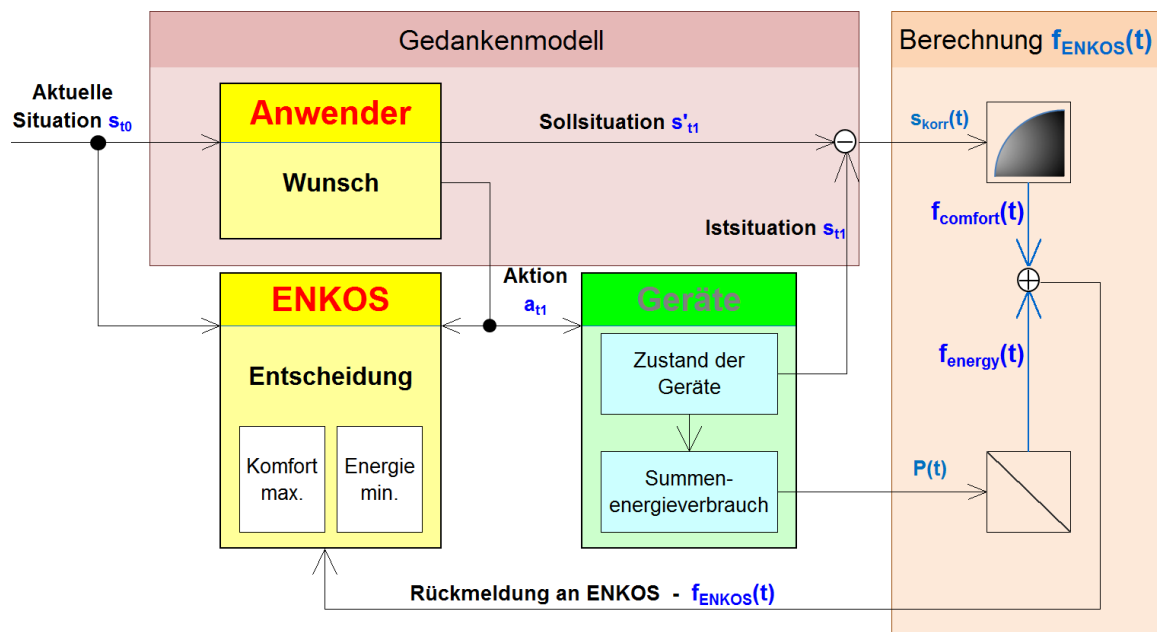 Gedankenmodell
Berechnung fENKOS(t)
Aktuelle
Situation st0
Anwender
Wunsch
Sollsituation s't1
skorr(t)
fcomfort(t)
Istsituation st1
ENKOS
Entscheidung
Komfort
max.
Energie
min.
Aktion
at1
Geräte
Zustand der
Geräte
Summen-
energieverbrauch
fenergy(t)
P(t)
Rückmeldung an ENKOS - fENKOS(t)